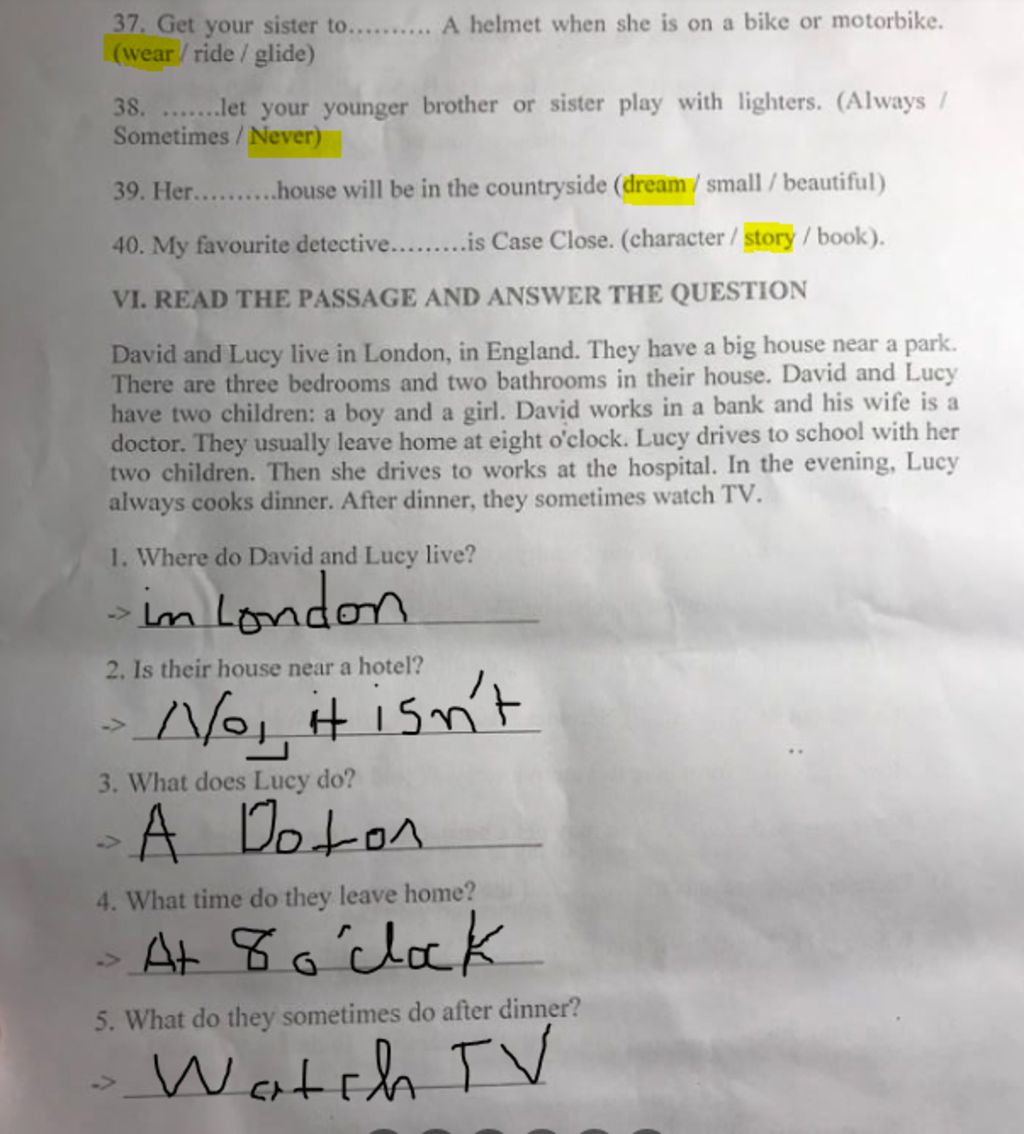 37. Get your sister to.......... A helmet when she is on a bike or motorbike.
(wear / ride / glide)
38. .......let your younger brother or sister play with lighters. (Always /
Sometimes / Never)
39. Her..........house will be in the countryside (dream / small / beautiful)
40. My favourite detective.........is Case Close. (character / story / book).
VI. READ THE PASSAGE AND ANSWER THE QUESTION
David and Lucy live in London, in England. They have a big house near a park.
There are three bedrooms and two bathrooms in their house. David and Lucy
have two children: a boy and a girl. David works in a bank and his wife is a
doctor. They usually leave home at eight o'clock. Lucy drives to school with her
two children. Then she drives to works at the hospital. In the evening, Lucy
always cooks dinner. After dinner, they sometimes watch TV.
1. Where do David and Lucy live?
-> in London
2. Is their house near a hotel?
-> No, it isn't
3. What does Lucy do?
-> A Dotor
4. What time do they leave home?
-> At 8 o'clock
5. What do they sometimes do after dinner?
-> Watch TV